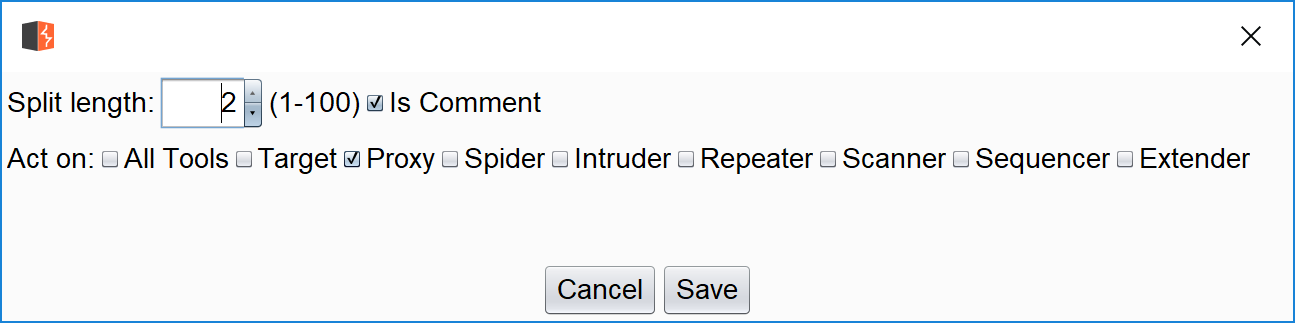 Split length: 2 (1-100) Is Comment
Act on: All Tools Target Proxy Spider Intruder Repeater Scanner Sequencer Extender
Cancel Save